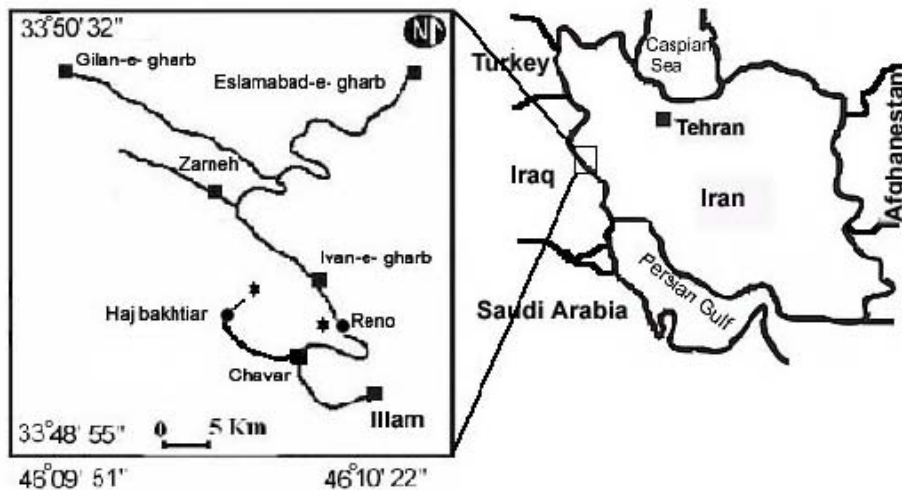 33°50'32"
N
Gilan-e- gharb
Eslamabad-e- gharb
Zarneh
Ivan-e- gharb
Haj bakhtiar
Reno
Chavar
Illam
0 5 Km
33°48'55"
46°09'51"
46°10'22"
Turkey
Caspian
Sea
Tehran
Afghanestan
Iraq
Iran
Persian Gulf
Saudi Arabia